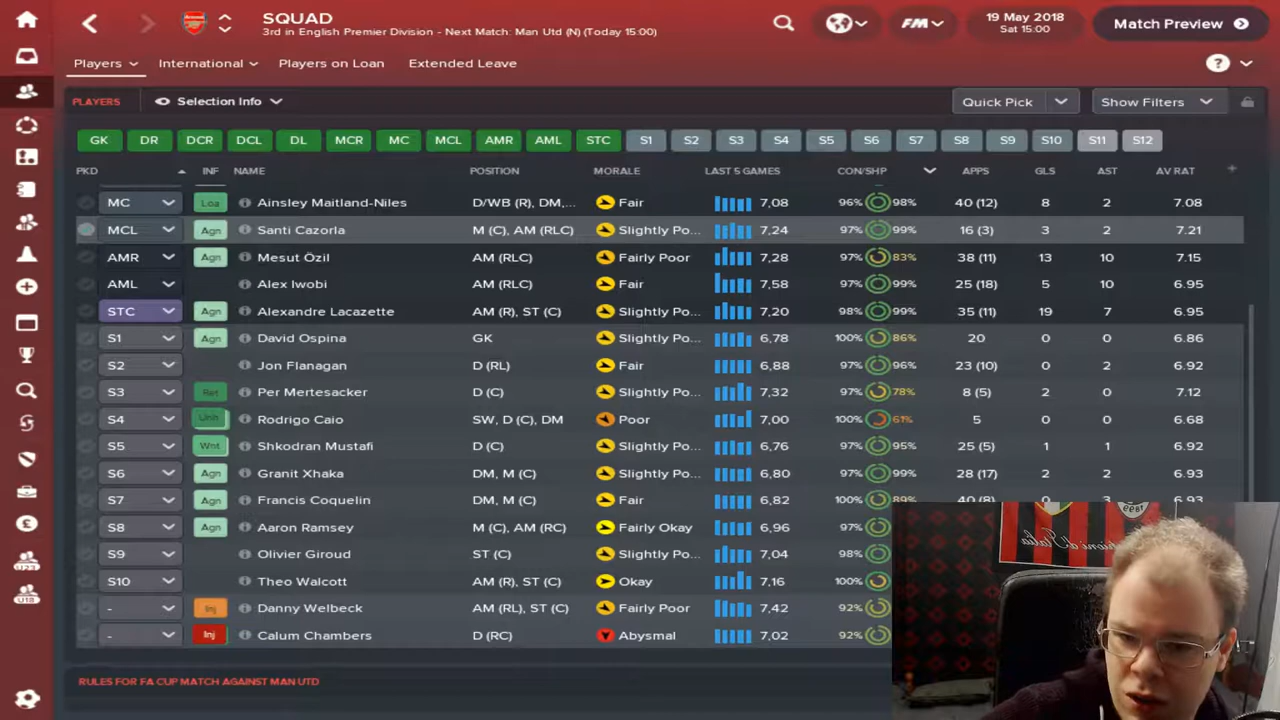 SQUAD
3rd in English Premier Division - Next Match: Man Utd (N) (Today 15:00)
FM
19 May 2018
Sat 15:00
Match Preview
Players International Players on Loan Extended Leave
?
PLAYERS Selection Info Quick Pick Show Filters
GK DR DCR DCL DL MCR MC MCL AMR AML STC S1 S2 S3 S4 S5 S6 S7 S8 S9 S10 S11 S12
PKD INF NAME POSITION MORALE LAST 5 GAMES CON/SHP APPS GLS AST AV RAT
MC Loa Ainsley Maitland-Niles D/WB (R), DM,... Fair 7,08 96% 98% 40 (12) 8 2 7.08
MCL Agn Santi Cazorla M (C), AM (RLC) Slightly Po... 7,24 97% 99% 16 (3) 3 2 7.21
AMR Agn Mesut Özil AM (RLC) Fairly Poor 7,28 97% 83% 38 (11) 13 10 7.15
AML Alex Iwobi AM (RLC) Fair 7,58 97% 99% 25 (18) 5 10 6.95
STC Agn Alexandre Lacazette AM (R), ST (C) Slightly Po... 7,20 98% 99% 35 (11) 19 7 6.95
S1 Agn David Ospina GK Slightly Po... 6,78 100% 86% 20 0 0 6.86
S2 Jon Flanagan D (RL) Fair 6,88 97% 96% 23 (10) 0 2 6.92
S3 Ret Per Mertesacker D (C) Slightly Po... 7,32 97% 78% 8 (5) 2 0 7.12
S4 Unh Rodrigo Caio SW, D (C), DM Poor 7,00 100% 61% 5 0 0 6.68
S5 Wnt Shkodran Mustafi D (C) Slightly Po... 6,76 97% 95% 25 (5) 1 1 6.92
S6 Agn Granit Xhaka DM, M (C) Slightly Po... 6,80 97% 99% 28 (17) 2 2 6.93
S7 Agn Francis Coquelin DM, M (C) Fair 6,82 100% 89% 40 (8) 0 3 6.93
S8 Agn Aaron Ramsey M (C), AM (RLC) Fairly Okay 6,96 97%
S9 Olivier Giroud ST (C) Slightly Po... 7,04 98%
S10 Theo Walcott AM (R), ST (C) Okay 7,16 100%
- Inj Danny Welbeck AM (RL), ST (C) Fairly Poor 7,42 92%
- Inj Calum Chambers D (RC) Abysmal 7,02 92%
RULES FOR FA CUP MATCH AGAINST MAN UTD
U23
U18